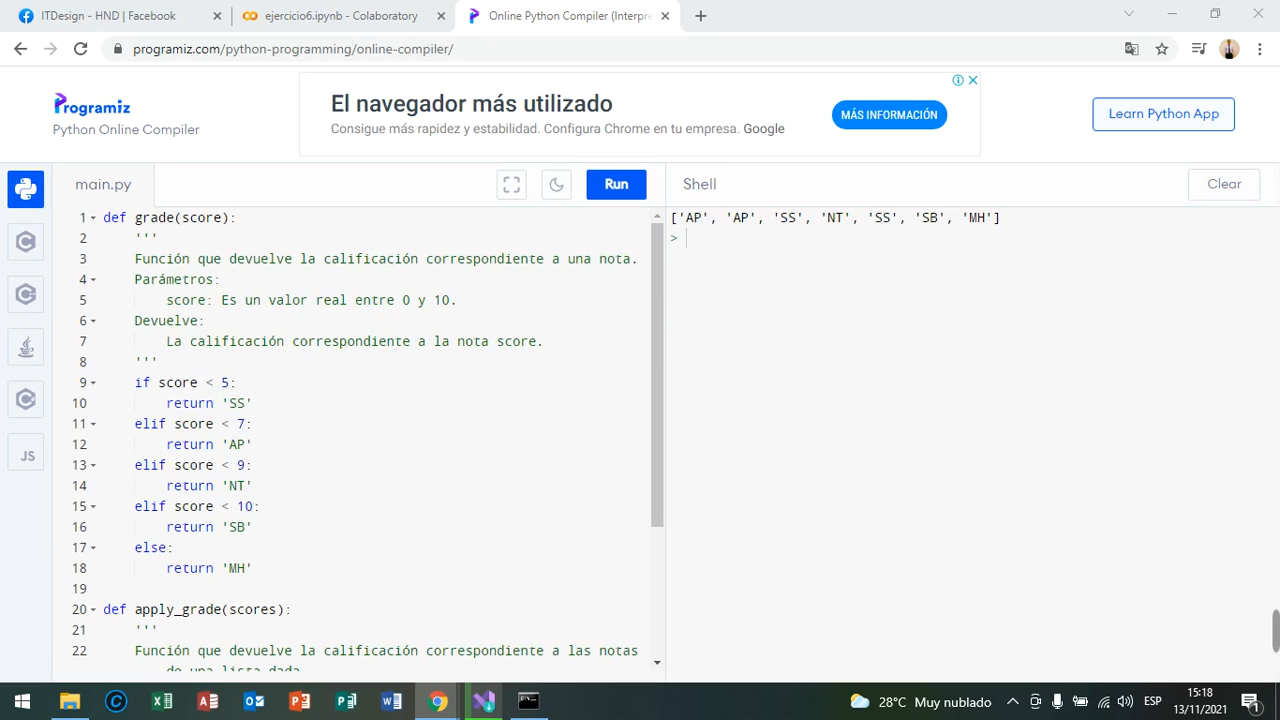 ITDesign - HND | Facebook
ejercicio6.ipynb - Colaboratory
Online Python Compiler (Interpre
programiz.com/python-programming/online-compiler/
Programiz
Python Online Compiler
El navegador más utilizado
Consigue más rapidez y estabilidad. Configura Chrome en tu empresa. Google
MÁS INFORMACIÓN
Learn Python App
main.py
Run
Shell
Clear
1 def grade(score):
2 '''
3 Función que devuelve la calificación correspondiente a una nota.
4 Parámetros:
5 score: Es un valor real entre 0 y 10.
6 Devuelve:
7 La calificación correspondiente a la nota score.
8 '''
9 if score < 5:
10 return 'SS'
11 elif score < 7:
12 return 'AP'
13 elif score < 9:
14 return 'NT'
15 elif score < 10:
16 return 'SB'
17 else:
18 return 'MH'
19
20 def apply_grade(scores):
21 '''
22 Función que devuelve la calificación correspondiente a las notas
de una lista dada
['AP', 'AP', 'SS', 'NT', 'SS', 'SB', 'MH']
>
JS
28°C Muy nublado
ESP
15:18
13/11/2021
1